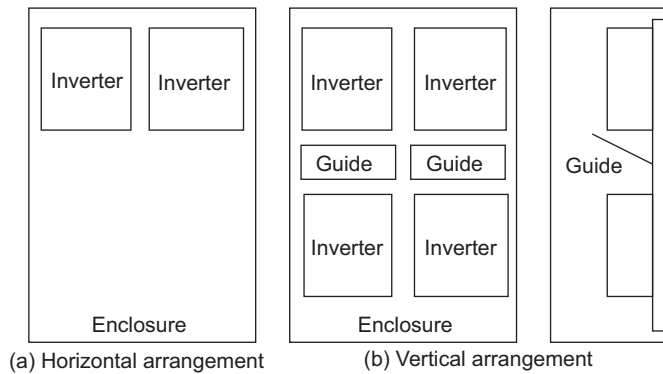 Inverter Inverter
Enclosure
(a) Horizontal arrangement
Inverter Inverter
Guide Guide
Inverter Inverter
Enclosure
Guide
(b) Vertical arrangement